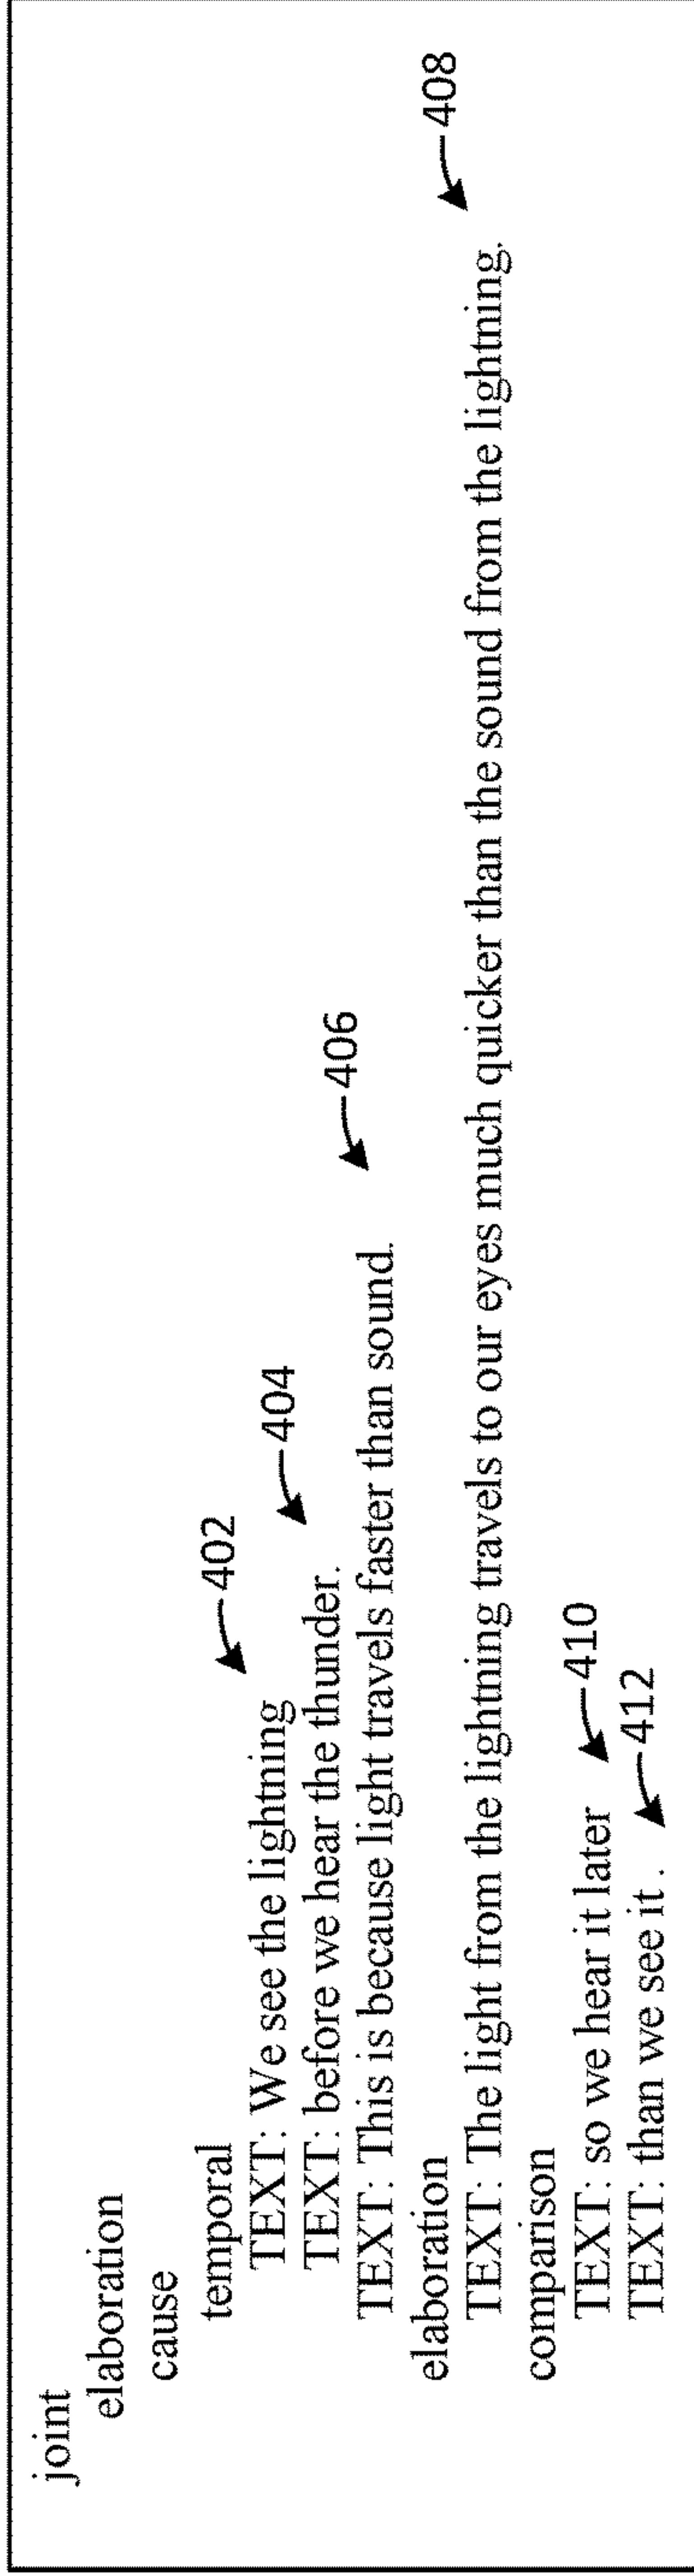 joint
elaboration
cause
temporal
402
TEXT: We see the lightning
404
TEXT: before we hear the thunder.
406
TEXT: This is because light travels faster than sound.
elaboration
408
TEXT: The light from the lightning travels to our eyes much quicker than the sound from the lightning.
comparison
410
TEXT: so we hear it later
412
TEXT: than we see it .